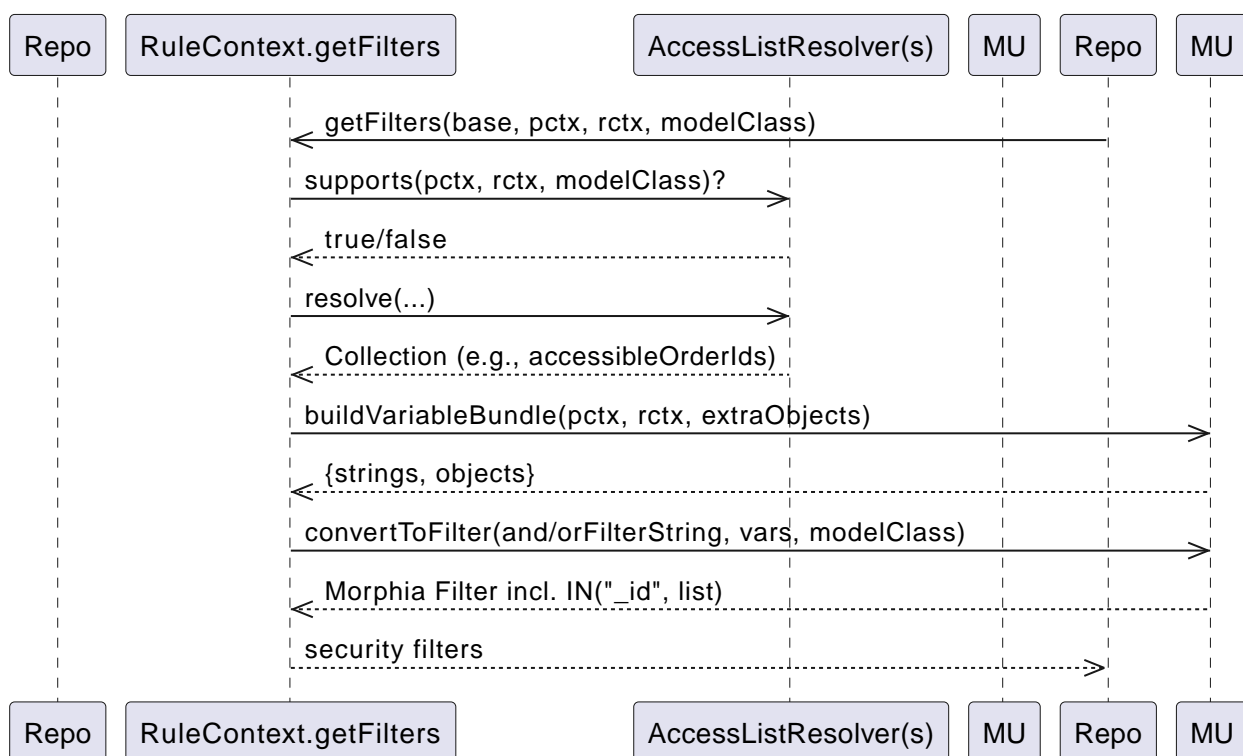 Repo RuleContext.getFilters AccessListResolver(s) MU Repo MU
getFilters(base, pctx, rctx, modelClass)
supports(pctx, rctx, modelClass)?
true/false
resolve(...)
Collection (e.g., accessibleOrderIds)
buildVariableBundle(pctx, rctx, extraObjects)
{strings, objects}
convertToFilter(and/orFilterString, vars, modelClass)
Morphia Filter incl. IN("_id", list)
security filters
Repo RuleContext.getFilters AccessListResolver(s) MU Repo MU